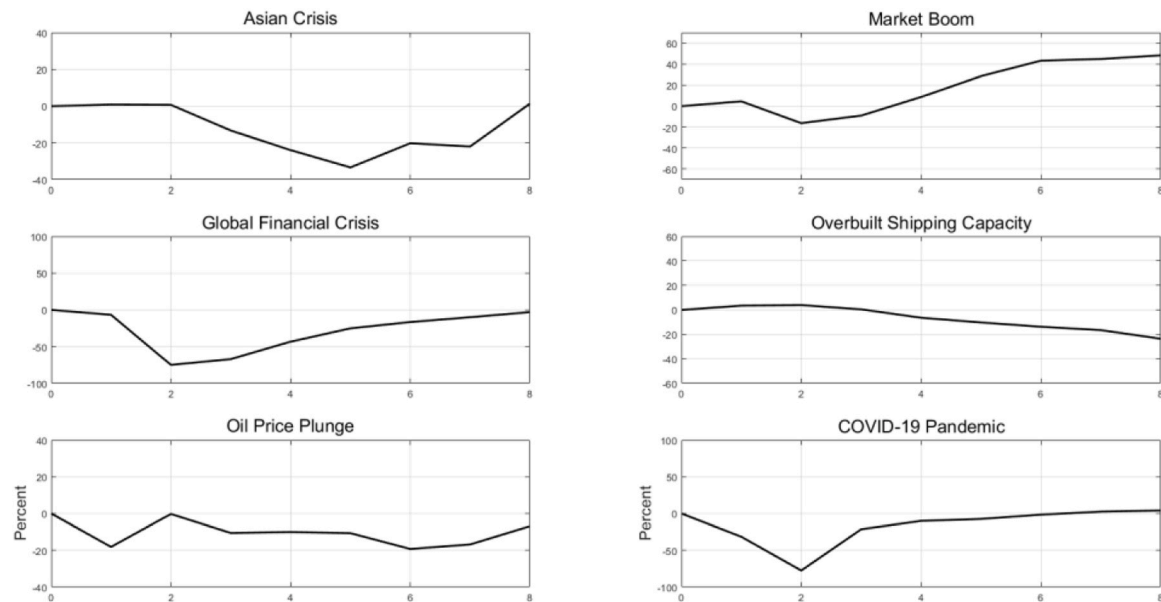 Asian Crisis
40
20
0
-20
-40
0 2 4 6 8
Market Boom
60
40
20
0
-20
-40
-60
0 2 4 6 8
Global Financial Crisis
100
50
0
-50
-100
0 2 4 6 8
Overbuilt Shipping Capacity
60
40
20
0
-20
-40
-60
0 2 4 6 8
Oil Price Plunge
Percent
40
20
0
-20
-40
0 2 4 6 8
COVID-19 Pandemic
Percent
100
50
0
-50
-100
0 2 4 6 8